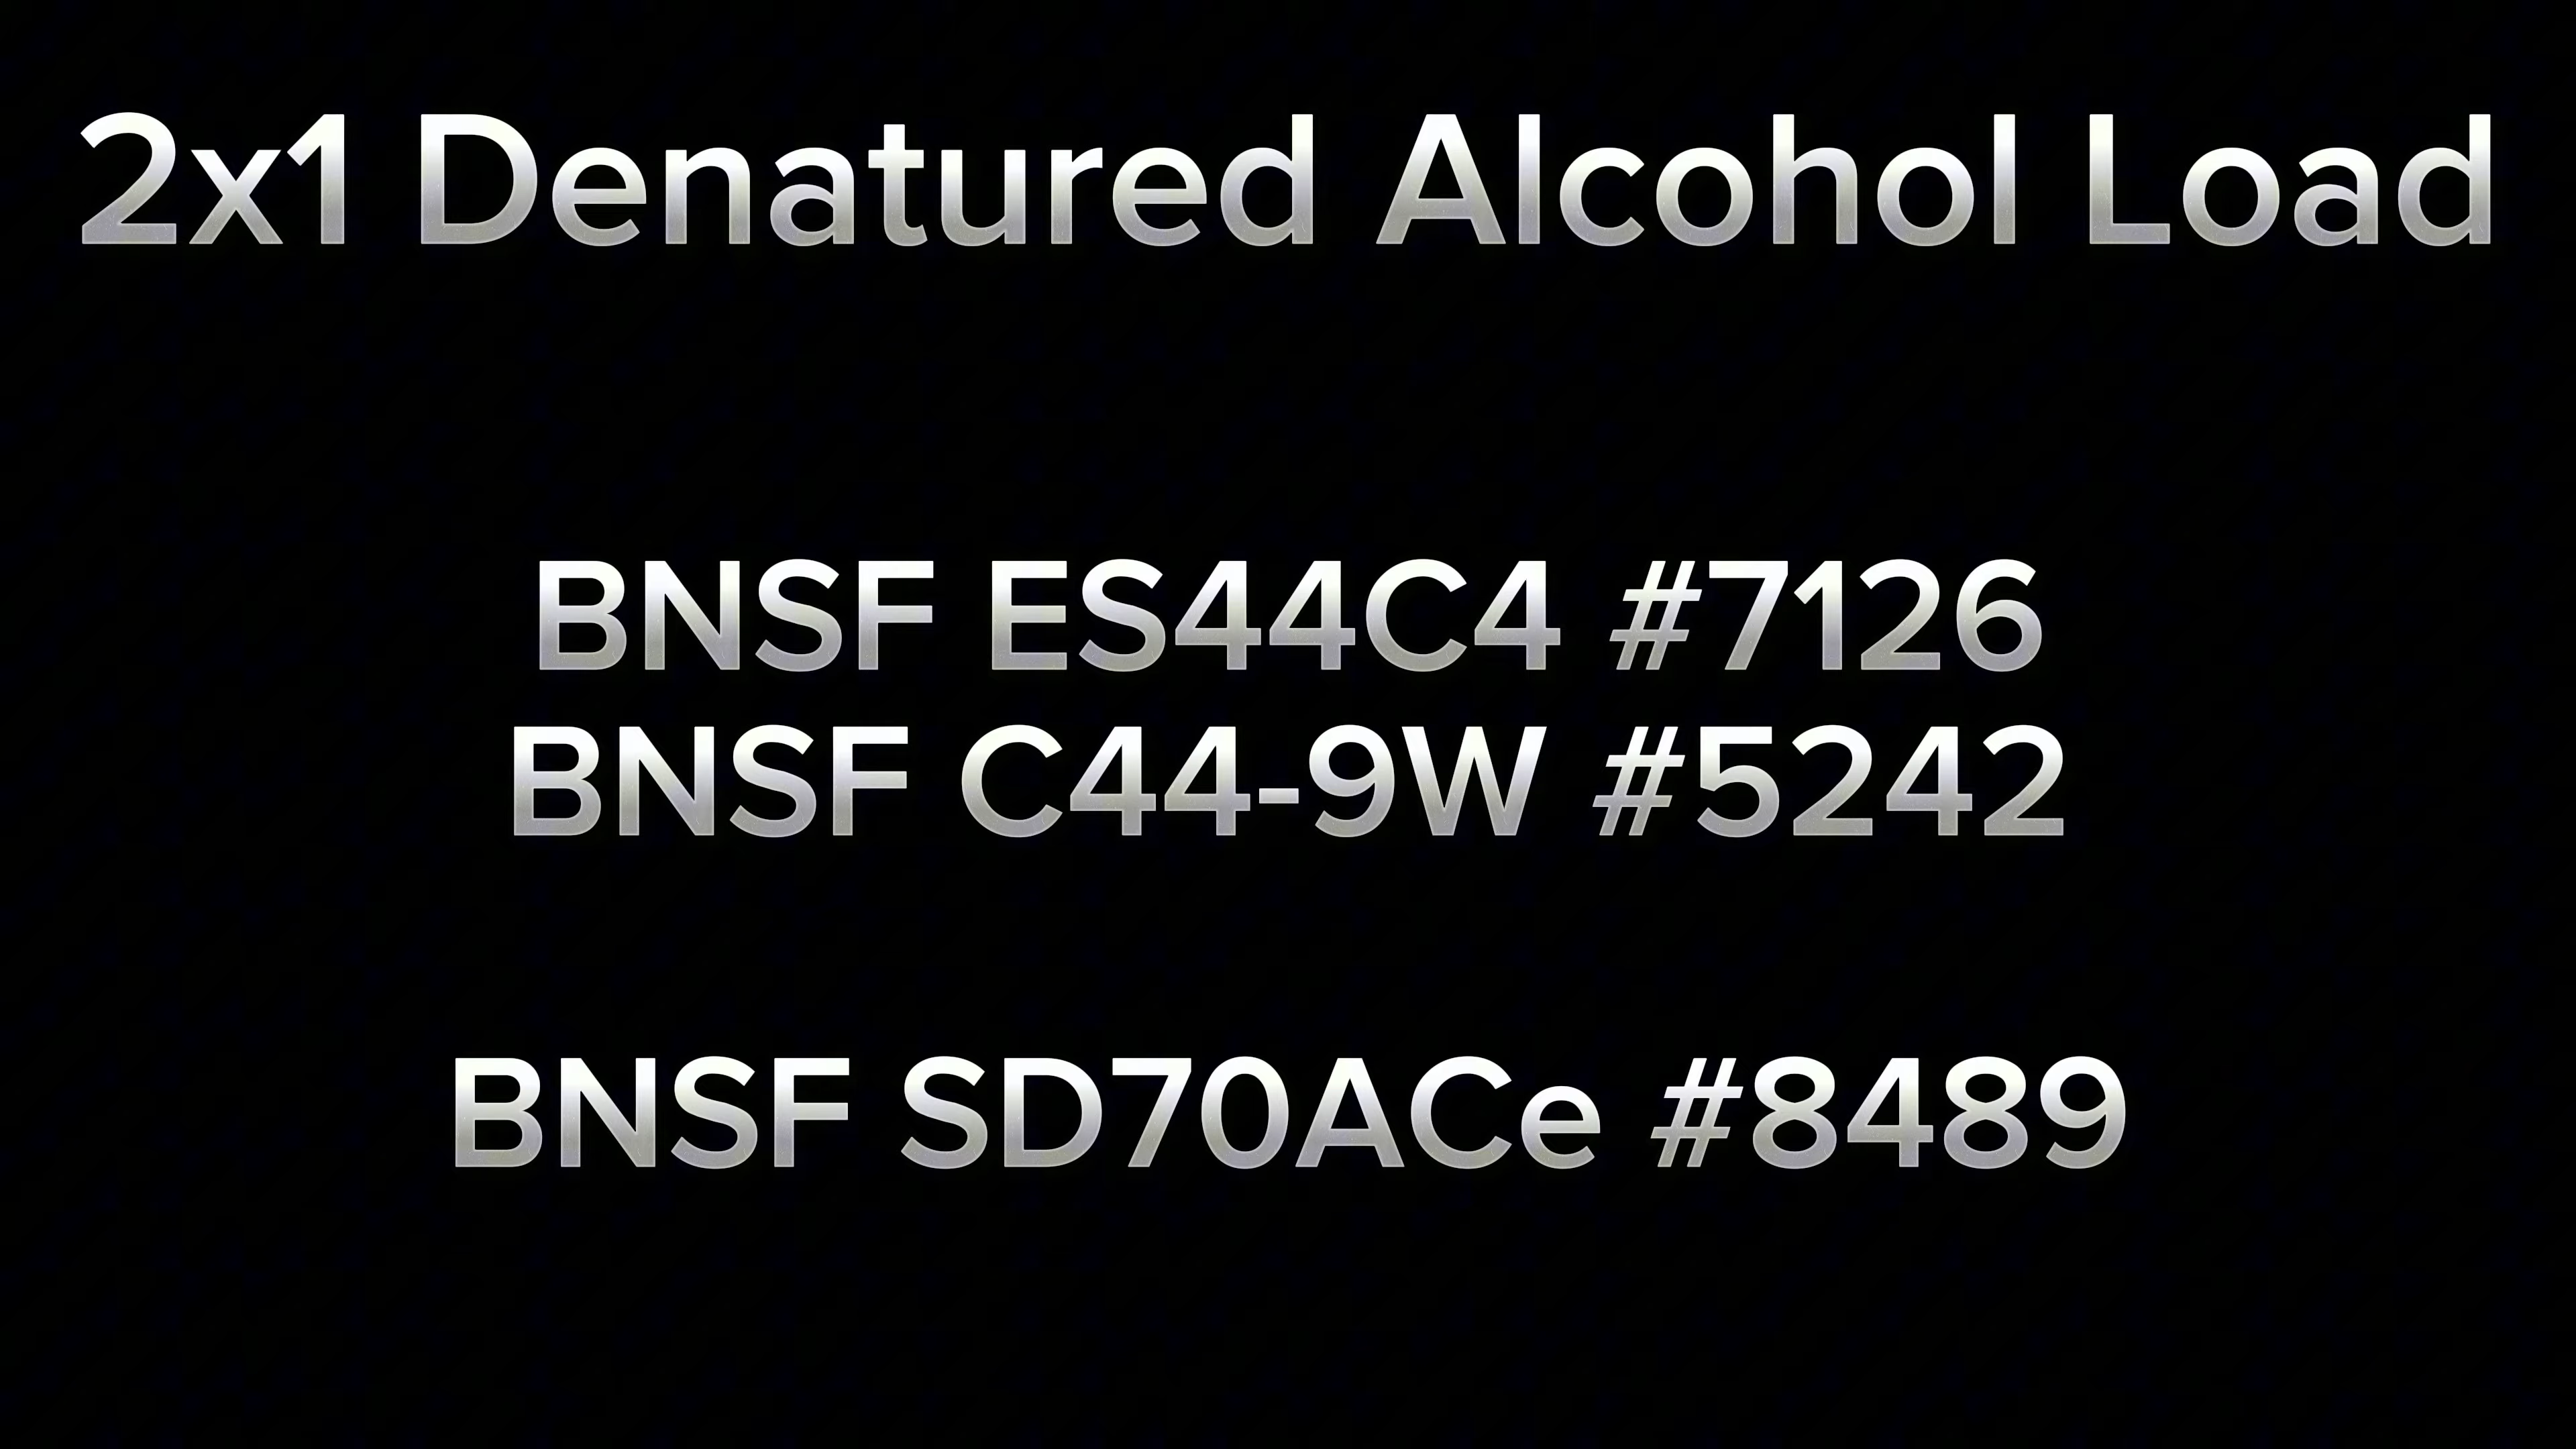 2x1 Denatured Alcohol Load
BNSF ES44C4 #7126
BNSF C44-9W #5242
BNSF SD70ACe #8489